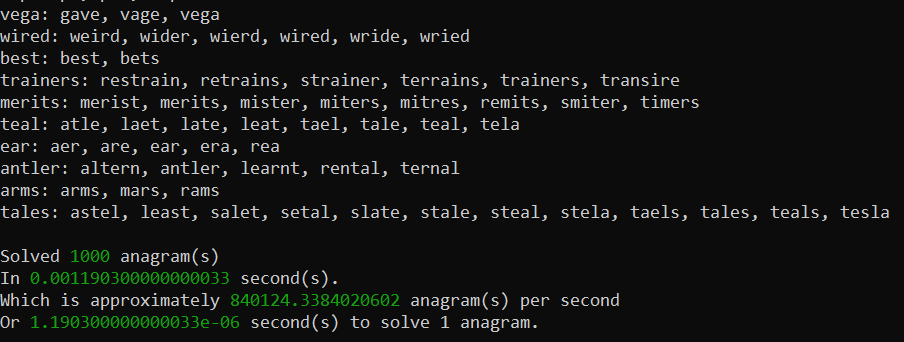 vega: gave, vage, vega
wired: weird, wider, wierd, wired, wride, wried
best: best, bets
trainers: restrain, retrains, strainer, terrains, trainers, transire
merits: merist, merits, mister, miters, mitres, remits, smiter, timers
teal: atle, laet, late, leat, tael, tale, teal, tela
ear: aer, are, ear, era, rea
antler: altern, antler, learnt, rental, ternal
arms: arms, mars, rams
tales: astel, least, salet, setal, slate, stale, steal, stela, taels, tales, teals, tesla
Solved 1000 anagram(s)
In 0.001190300000000033 second(s).
Which is approximately 840124.3384020602 anagram(s) per second
Or 1.190300000000033e-06 second(s) to solve 1 anagram.